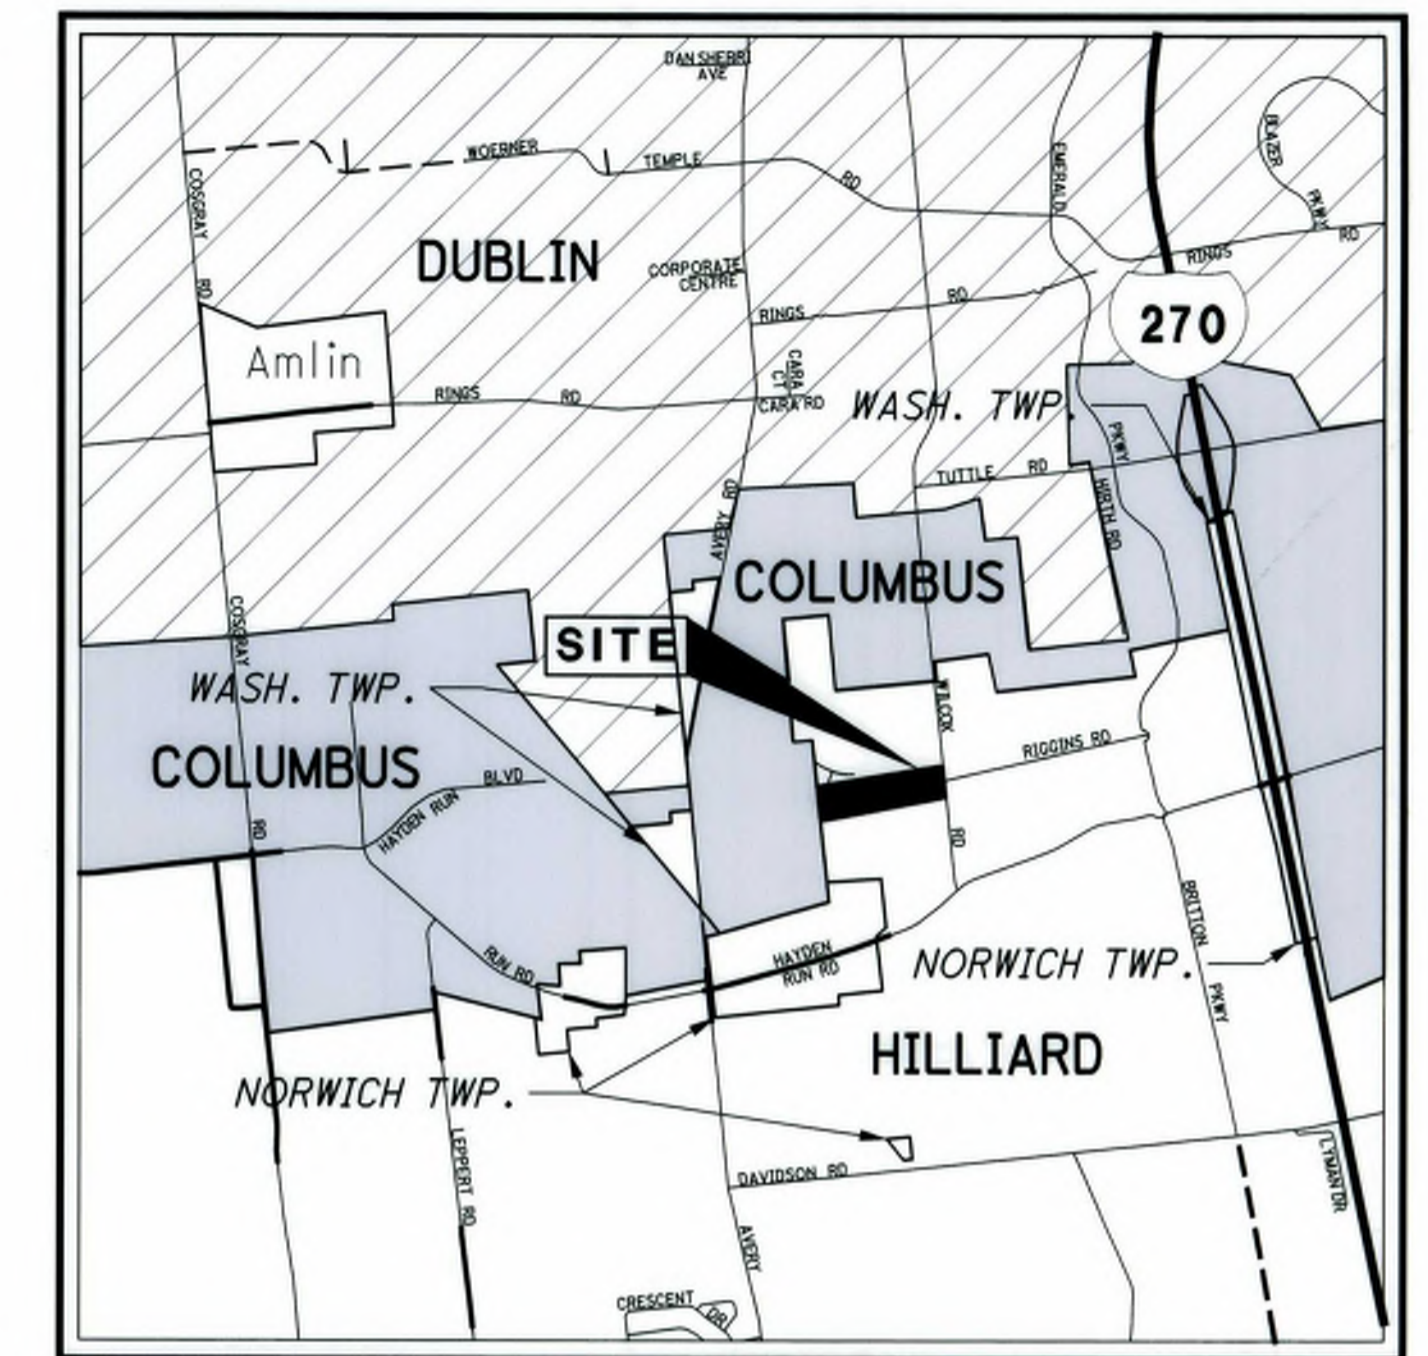 DAN SHERRI
AVE
WOERNER
TEMPLE
RD
EMERALD
BLAZER
PKWY
COSGRAY
RD
DUBLIN
CORPORATE
CENTRE
RINGS
RD
RINGS
RD
270
Amlin
CARA
CT
RINGS
RD
CARA RD
WASH. TWP.
PKWY
TUTTLE RD
HIRTH RD
AVERY RD
COLUMBUS
COSGRAY
SITE
WASH. TWP.
WILCOX
RIGGINS RD
COLUMBUS
BLVD
HAYDEN RUN
RD
RD
BRITTON
HAYDEN
RUN RD
RUN RD
NORWICH TWP.
PKWY
HILLIARD
NORWICH TWP.
LEPPERT RD
DAVIDSON RD
LYMAN DR
AVERY
CRESCENT
DR